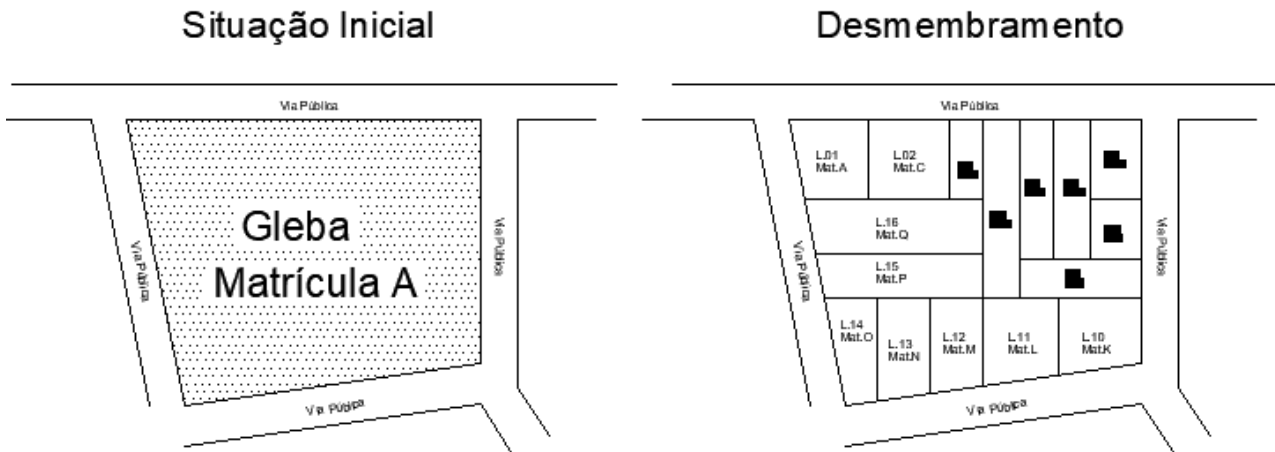 Situação Inicial
Via Pública
Via Pública
Gleba
Matrícula A
Via Pública
Via Pública
Desmembramento
Via Pública
Via Pública
L.01
Mat.A
L.02
Mat.C
L.16
Mat.Q
L.15
Mat.P
L.14
Mat.O
L.13
Mat.N
L.12
Mat.M
L.11
Mat.L
L.10
Mat.K
Via Pública
Via Pública